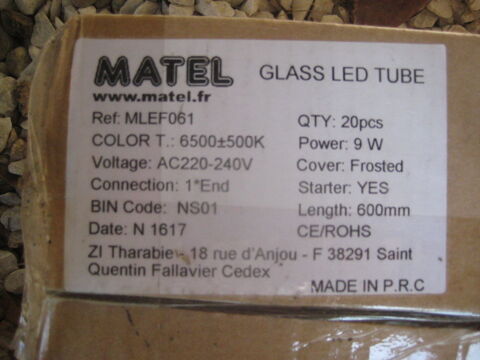 MATEL GLASS LED TUBE
www.matel.fr
Ref: MLEF061 QTY: 20pcs
COLOR T.: 6500±500K Power: 9 W
Voltage: AC220-240V Cover: Frosted
Connection: 1*End Starter: YES
BIN Code: NS01 Length: 600mm
Date: N 1617 CE/ROHS
ZI Tharabie - 18 rue d'Anjou - F 38291 Saint
Quentin Fallavier Cedex
MADE IN P.R.C